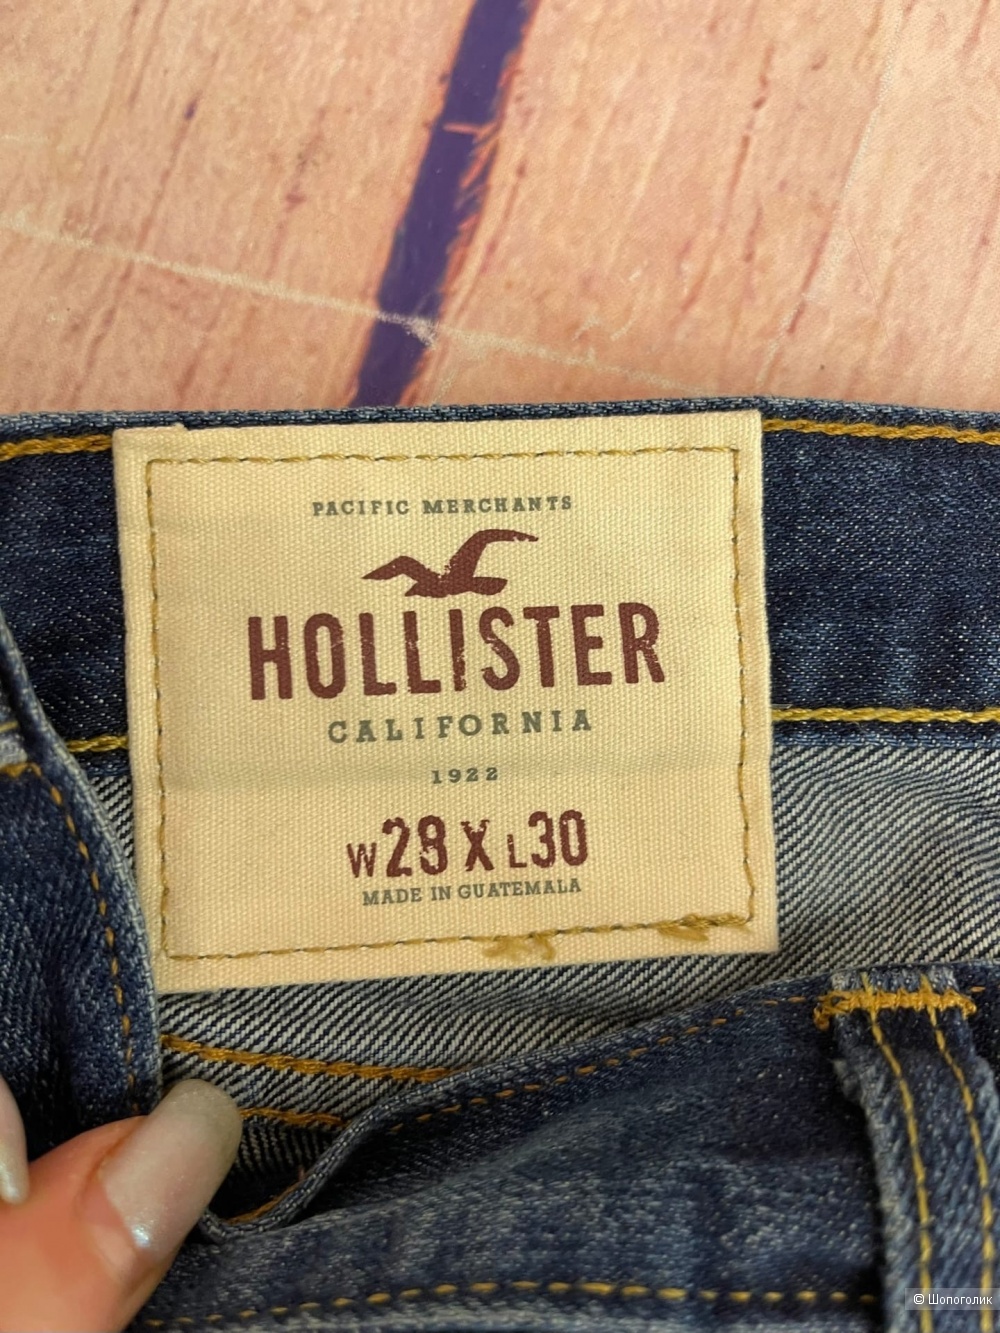 PACIFIC MERCHANTS
HOLLISTER
CALIFORNIA
1922
W28 X L30
MADE IN GUATEMALA
© Шопоголик